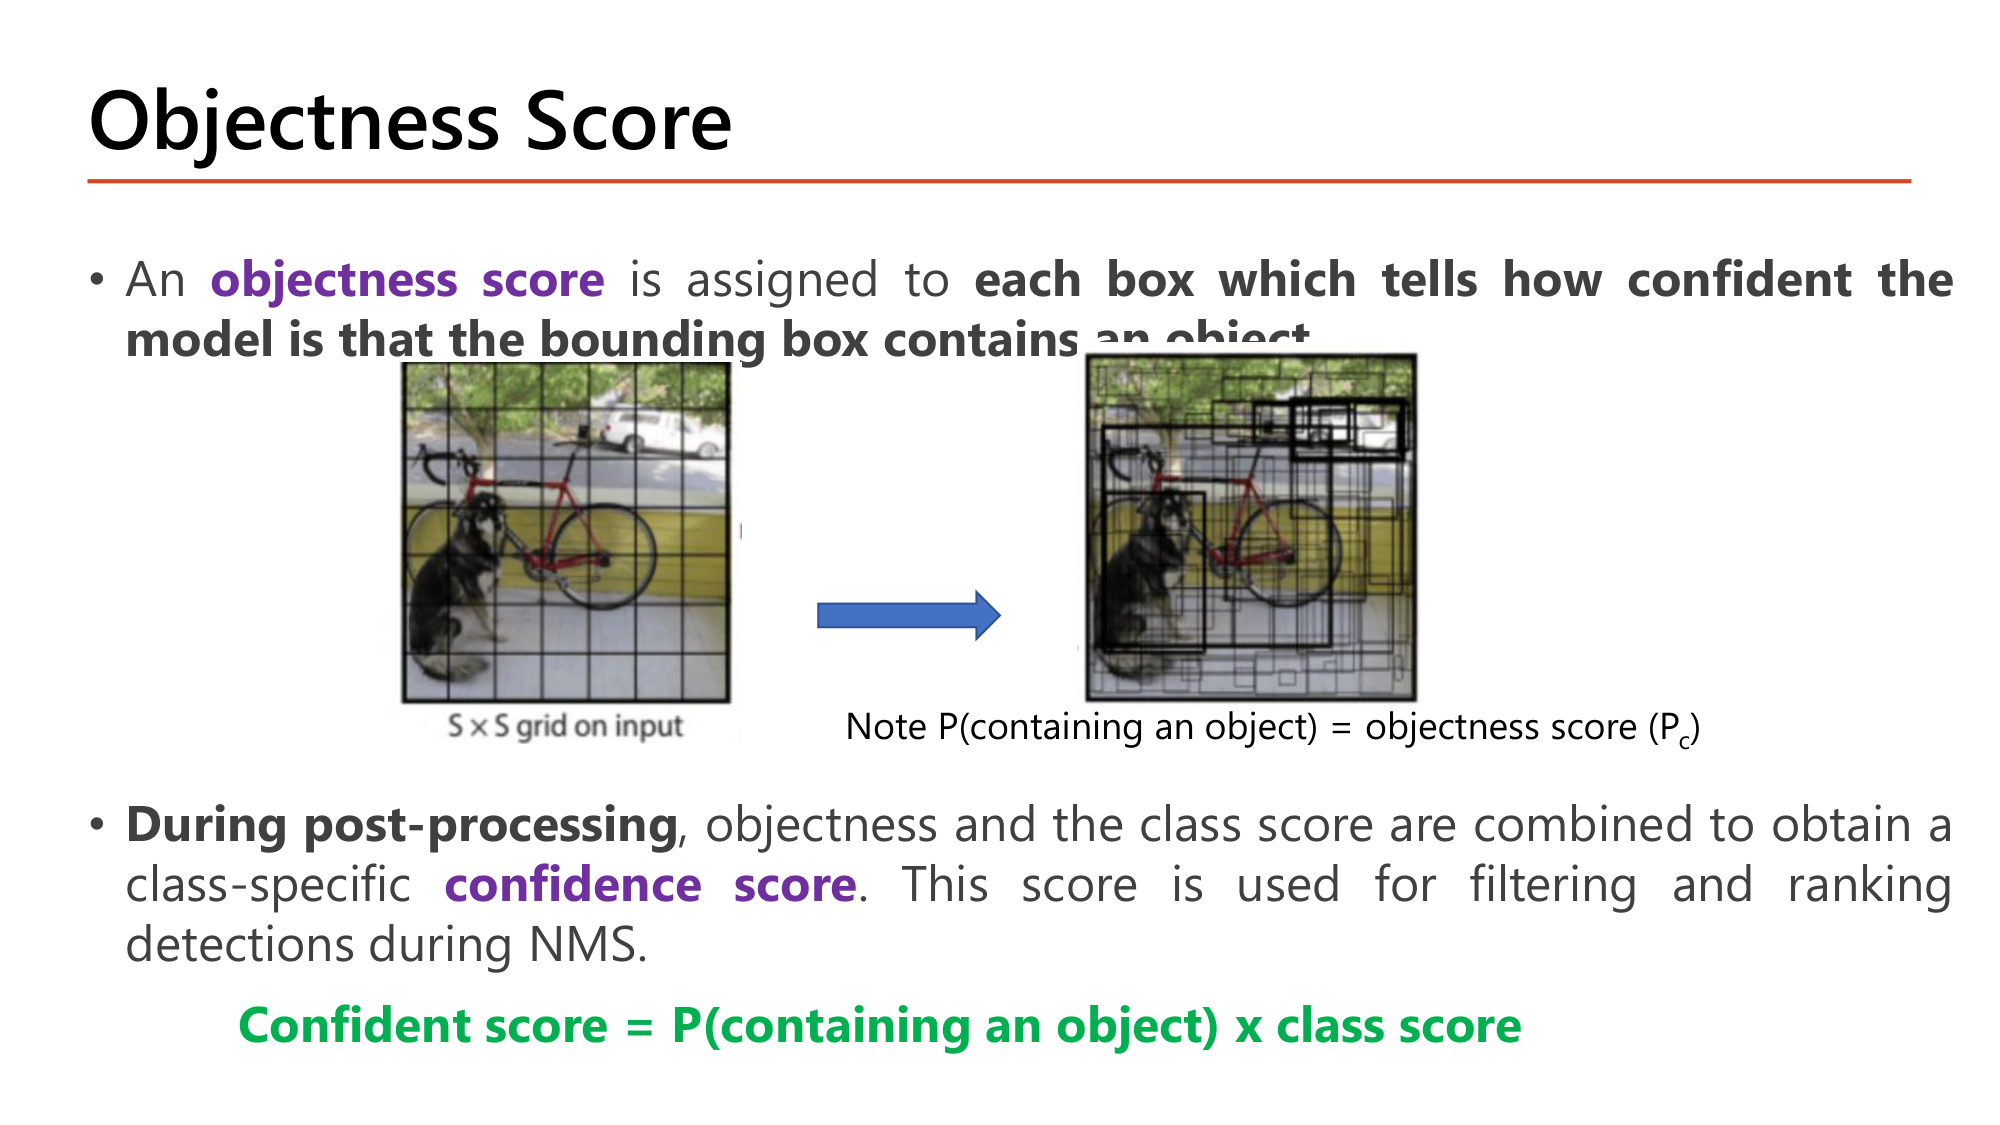 Objectness Score
• An objectness score is assigned to each box which tells how confident the
model is that the bounding box contains an object
S × S grid on input
Note P(containing an object) = objectness score (Pc)
• During post-processing, objectness and the class score are combined to obtain a
class-specific confidence score. This score is used for filtering and ranking
detections during NMS.
Confident score = P(containing an object) x class score